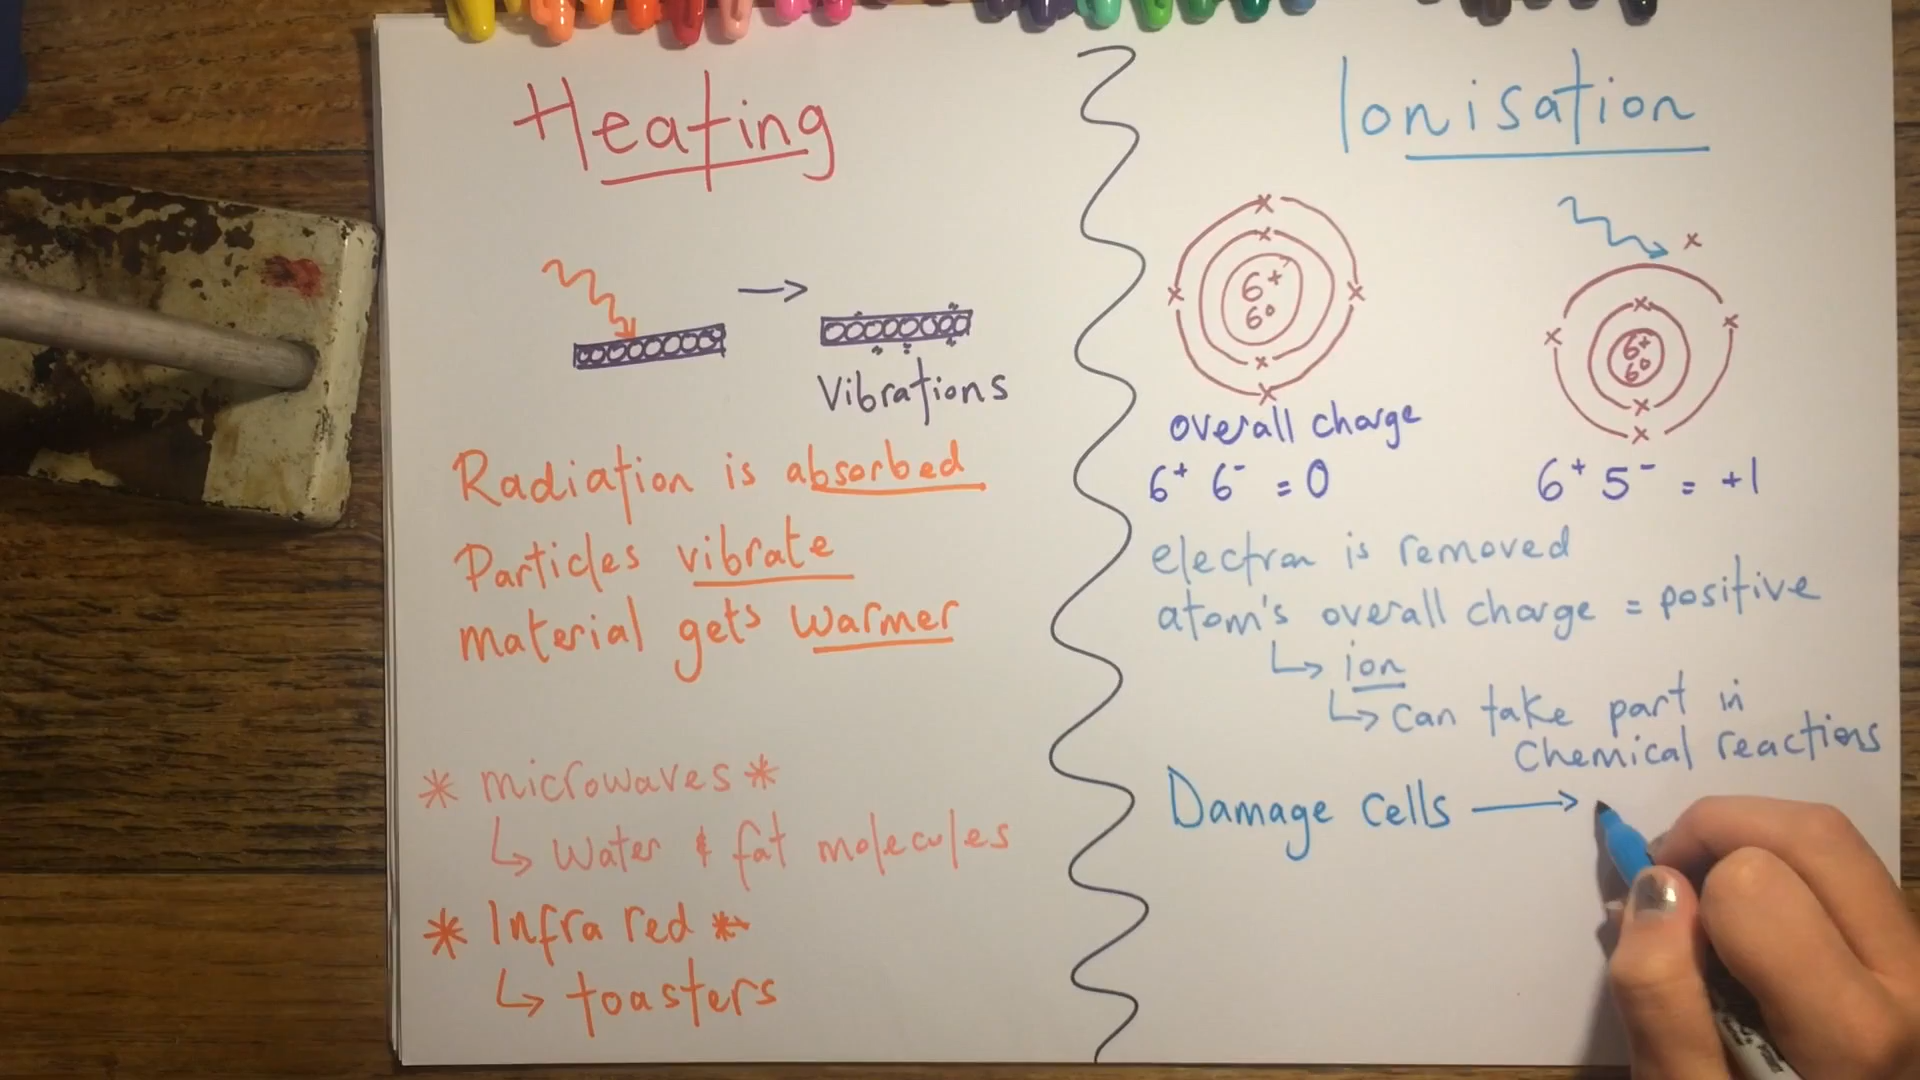 Heating
Vibrations
Radiation is absorbed
Particles vibrate
material gets warmer
* microwaves *
↳ Water & fat molecules
* Infra red *
↳ toasters
Ionisation
6+
6o
6+
6o
overall charge
6+ 6- = 0
6+ 5- = +1
electron is removed
atom's overall charge = positive
↳ ion
↳ can take part in
chemical reactions
Damage cells →